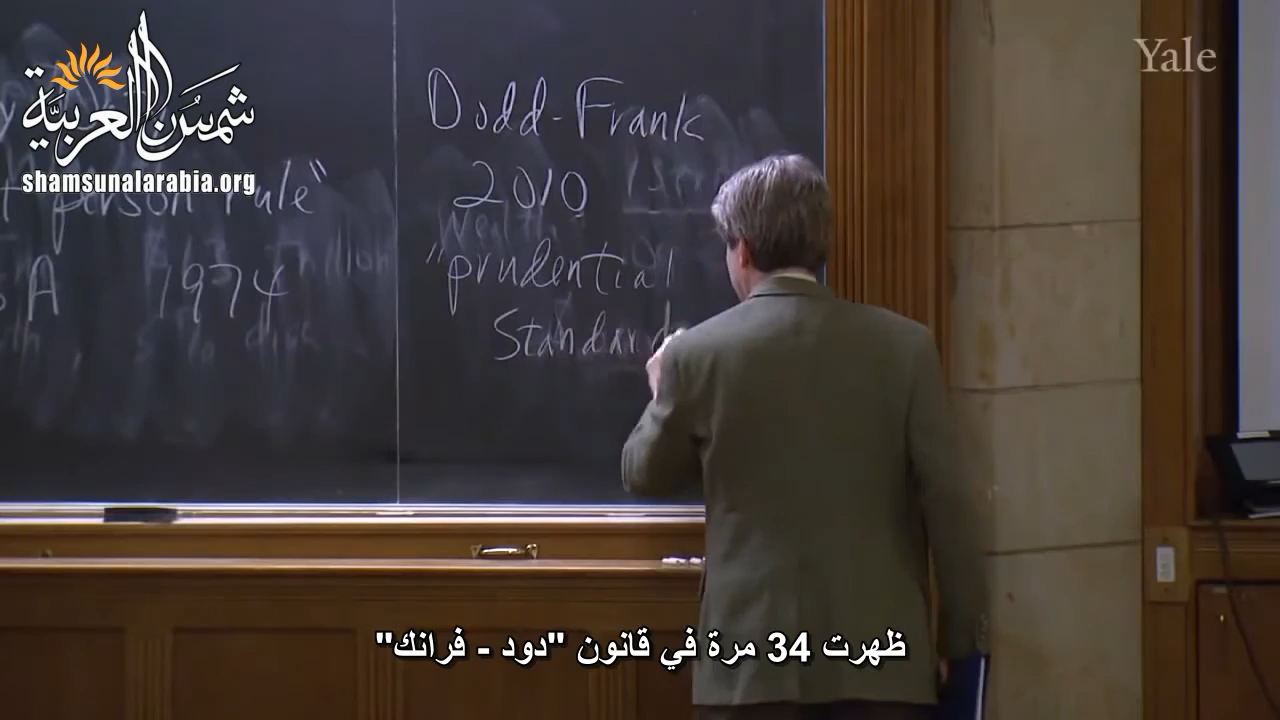 شمس العربية
shamsunalarabia.org
Yale
person rule"
A 1974
Dodd-Frank
2010
"prudential
Standard
ظهرت 34 مرة في قانون "دود - فرانك"